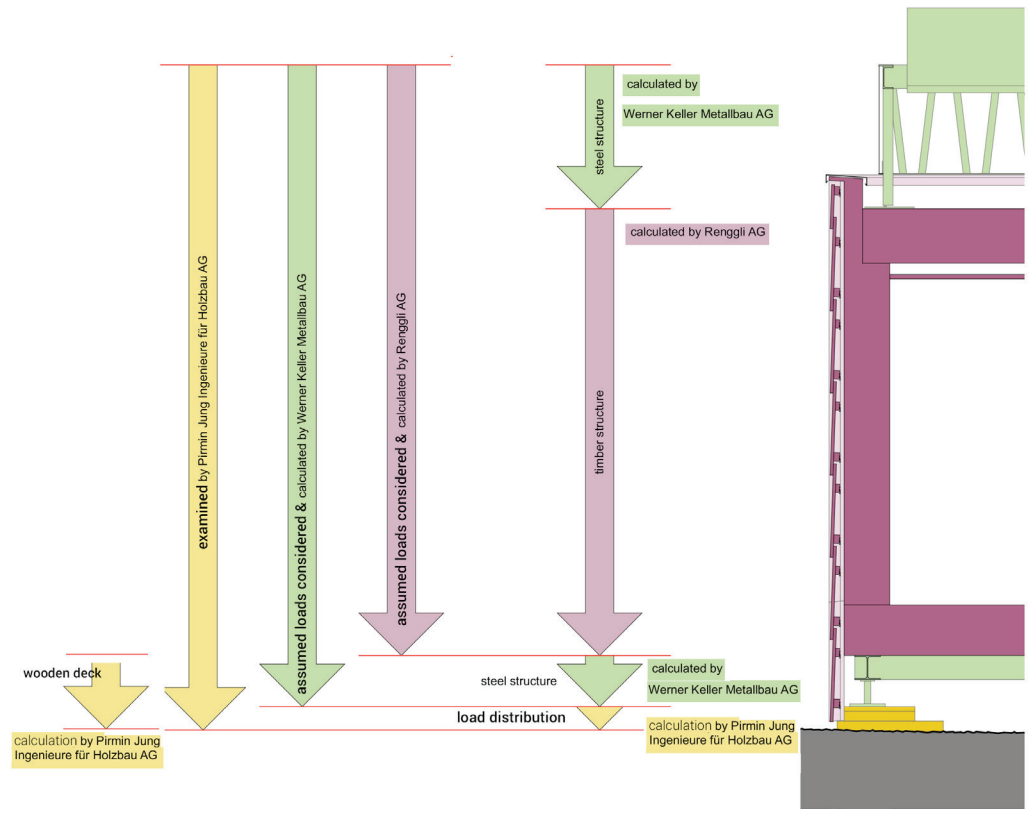 calculated by
Werner Keller Metallbau AG
steel structure
calculated by Renggli AG
examined by Pirmin Jung Ingenieure für Holzbau AG
assumed loads considered & calculated by Werner Keller Metallbau AG
assumed loads considered & calculated by Renggli AG
timber structure
wooden deck
steel structure
calculated by
Werner Keller Metallbau AG
load distribution
calculation by Pirmin Jung
Ingenieure für Holzbau AG
calculation by Pirmin Jung
Ingenieure für Holzbau AG